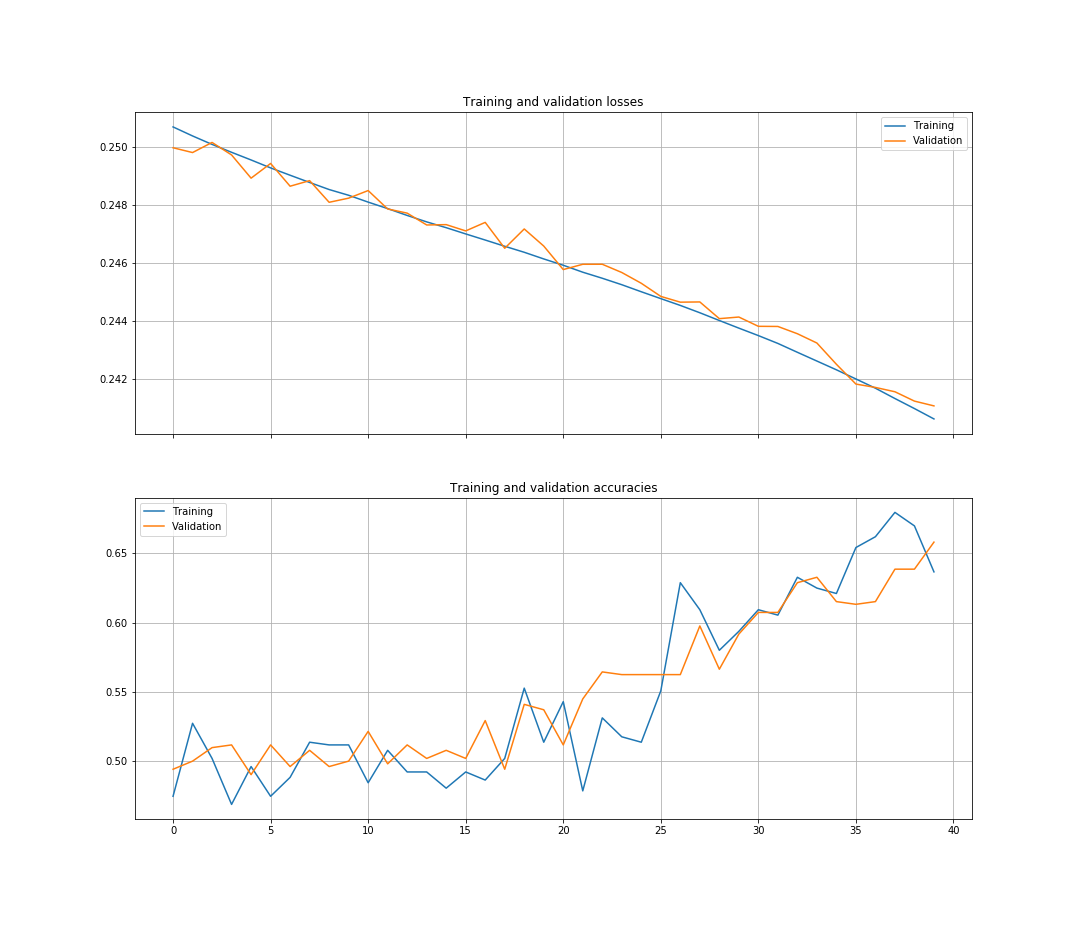 Training and validation losses
Training
Validation
0.250
0.248
0.246
0.244
0.242
Training and validation accuracies
Training
Validation
0.65
0.60
0.55
0.50
0 5 10 15 20 25 30 35 40